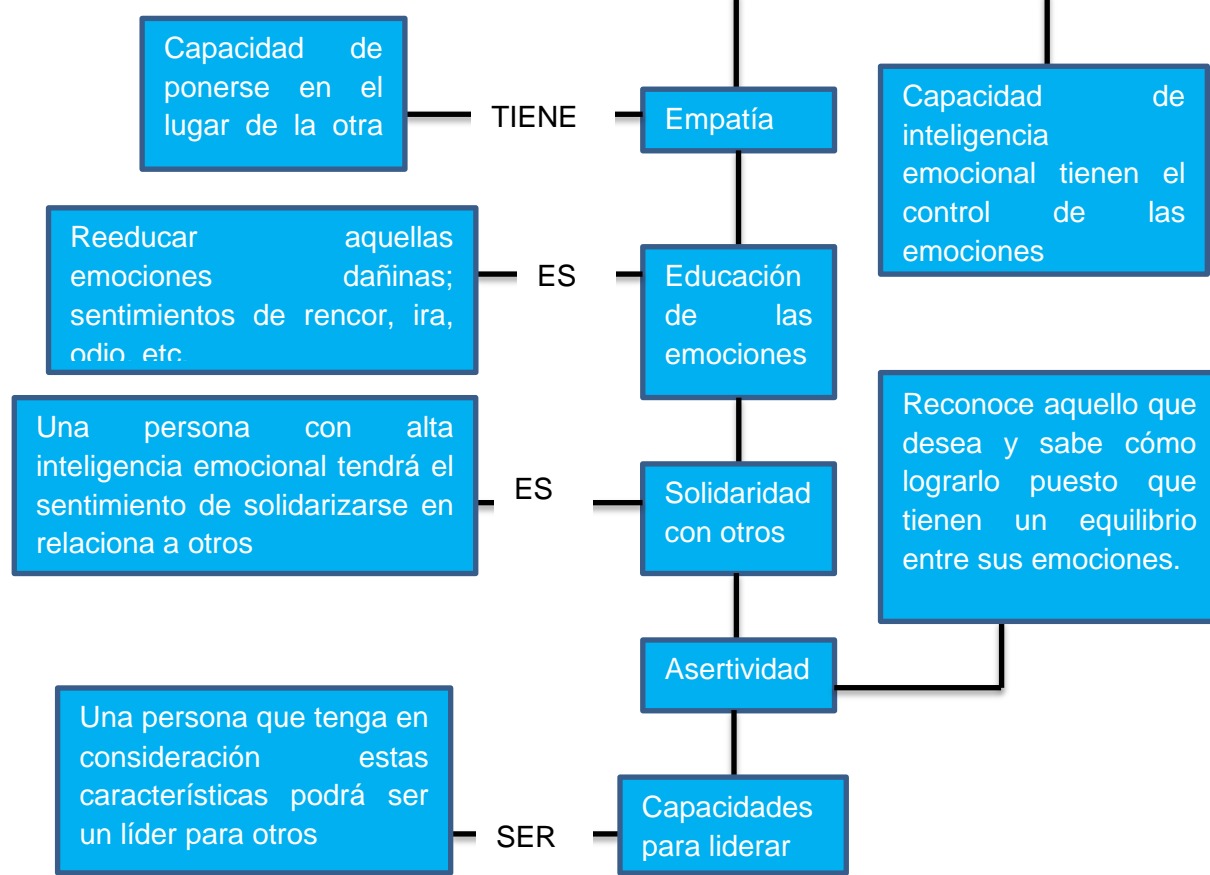 Capacidad de
ponerse en el
lugar de la otra
TIENE
Empatía
Capacidad de
inteligencia
emocional tienen el
control de las
emociones
Reeducar aquellas
emociones dañinas;
sentimientos de rencor, ira,
odio, etc.
ES
Educación
de las
emociones
Una persona con alta
inteligencia emocional tendrá el
sentimiento de solidarizarse en
relaciona a otros
ES
Solidaridad
con otros
Reconoce aquello que
desea y sabe cómo
lograrlo puesto que
tienen un equilibrio
entre sus emociones.
Asertividad
Una persona que tenga en
consideración estas
características podrá ser
un líder para otros
SER
Capacidades
para liderar